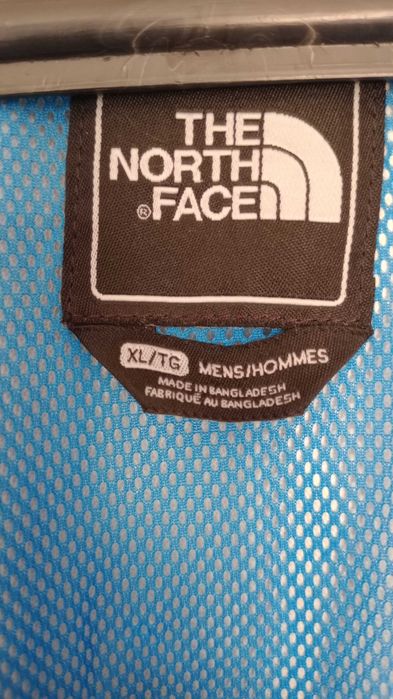 THE
NORTH
® FACE
XL/TG MENS/HOMMES
MADE IN BANGLADESH
FABRIQUÉ AU BANGLADESH